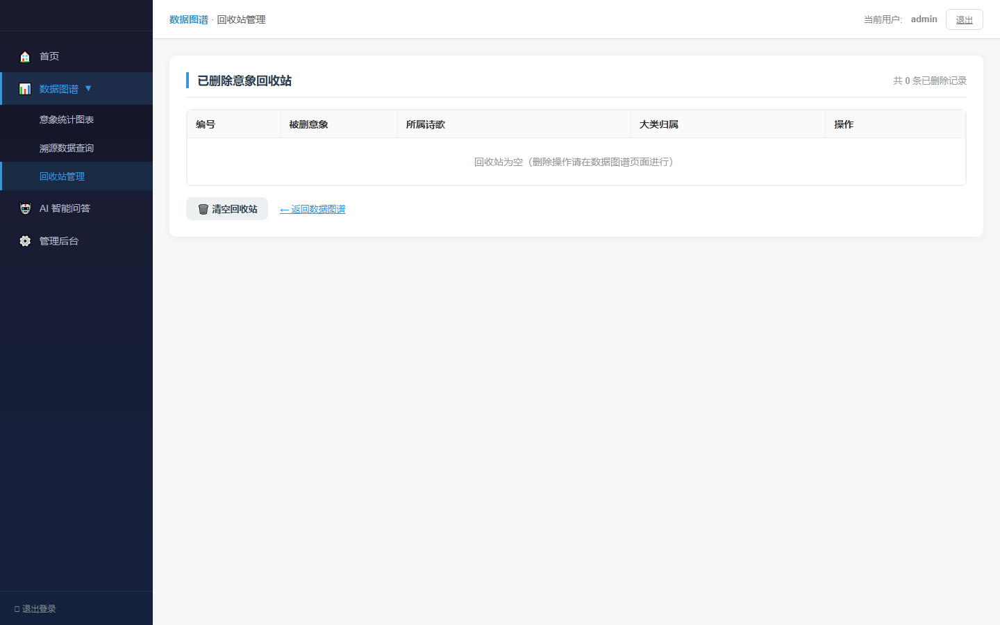 首页
数据图谱 ▼
意象统计图表
溯源数据查询
回收站管理
AI 智能问答
管理后台
退出登录
数据图谱 · 回收站管理
当前用户: admin 退出
已删除意象回收站
共 0 条已删除记录
编号 被删意象 所属诗歌 大类归属 操作
回收站为空（删除操作请在数据图谱页面进行）
清空回收站 ← 返回数据图谱